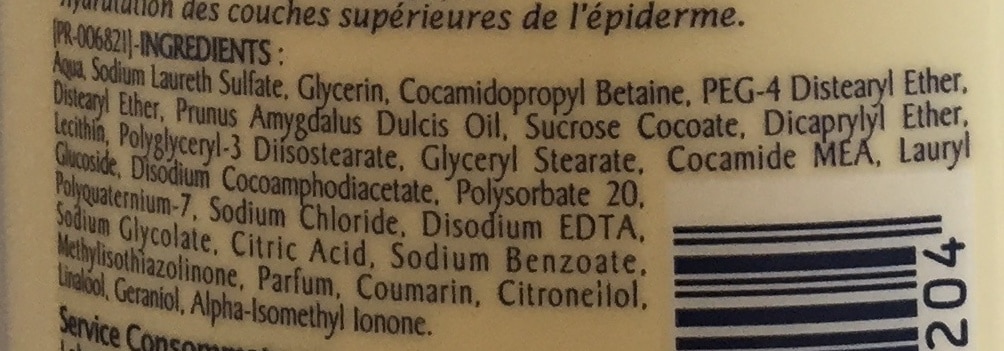 hydratation des couches supérieures de l'épiderme.
[PR-006821]-INGREDIENTS :
Aqua, Sodium Laureth Sulfate, Glycerin, Cocamidopropyl Betaine, PEG-4 Distearyl Ether,
Distearyl Ether, Prunus Amygdalus Dulcis Oil, Sucrose Cocoate, Dicaprylyl Ether,
Lecithin, Polyglyceryl-3 Diisostearate, Glyceryl Stearate, Cocamide MEA, Lauryl
Glucoside, Disodium Cocoamphodiacetate, Polysorbate 20,
Polyquaternium-7, Sodium Chloride, Disodium EDTA,
Sodium Glycolate, Citric Acid, Sodium Benzoate,
Methylisothiazolinone, Parfum, Coumarin, Citronellol,
Linalool, Geraniol, Alpha-Isomethyl Ionone.
Service
204